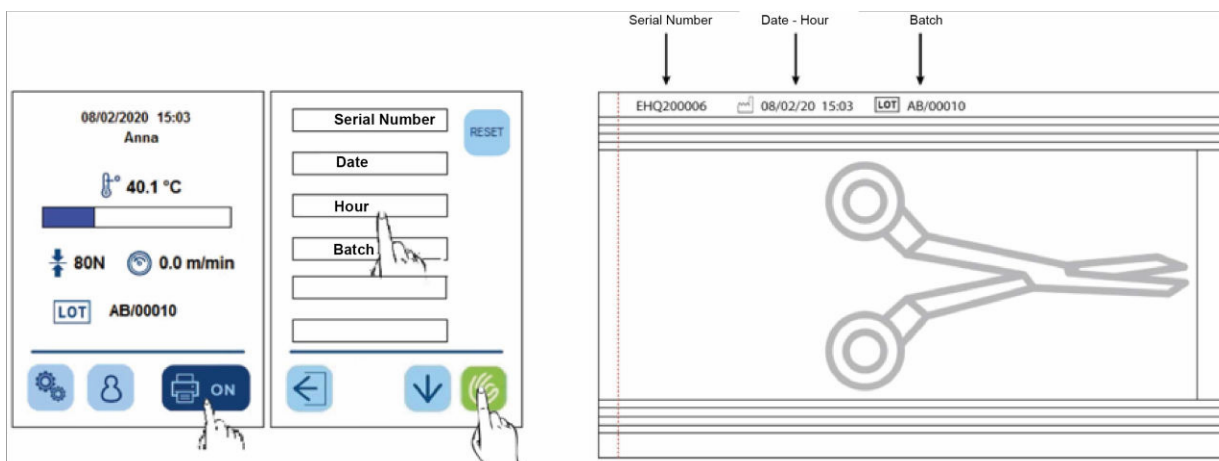 Serial Number Date - Hour Batch
EHQ200006 08/02/20 15:03 LOT AB/00010
08/02/2020 15:03
Anna
40.1 °C
80N 0.0 m/min
LOT AB/00010
ON
Serial Number
RESET
Date
Hour
Batch